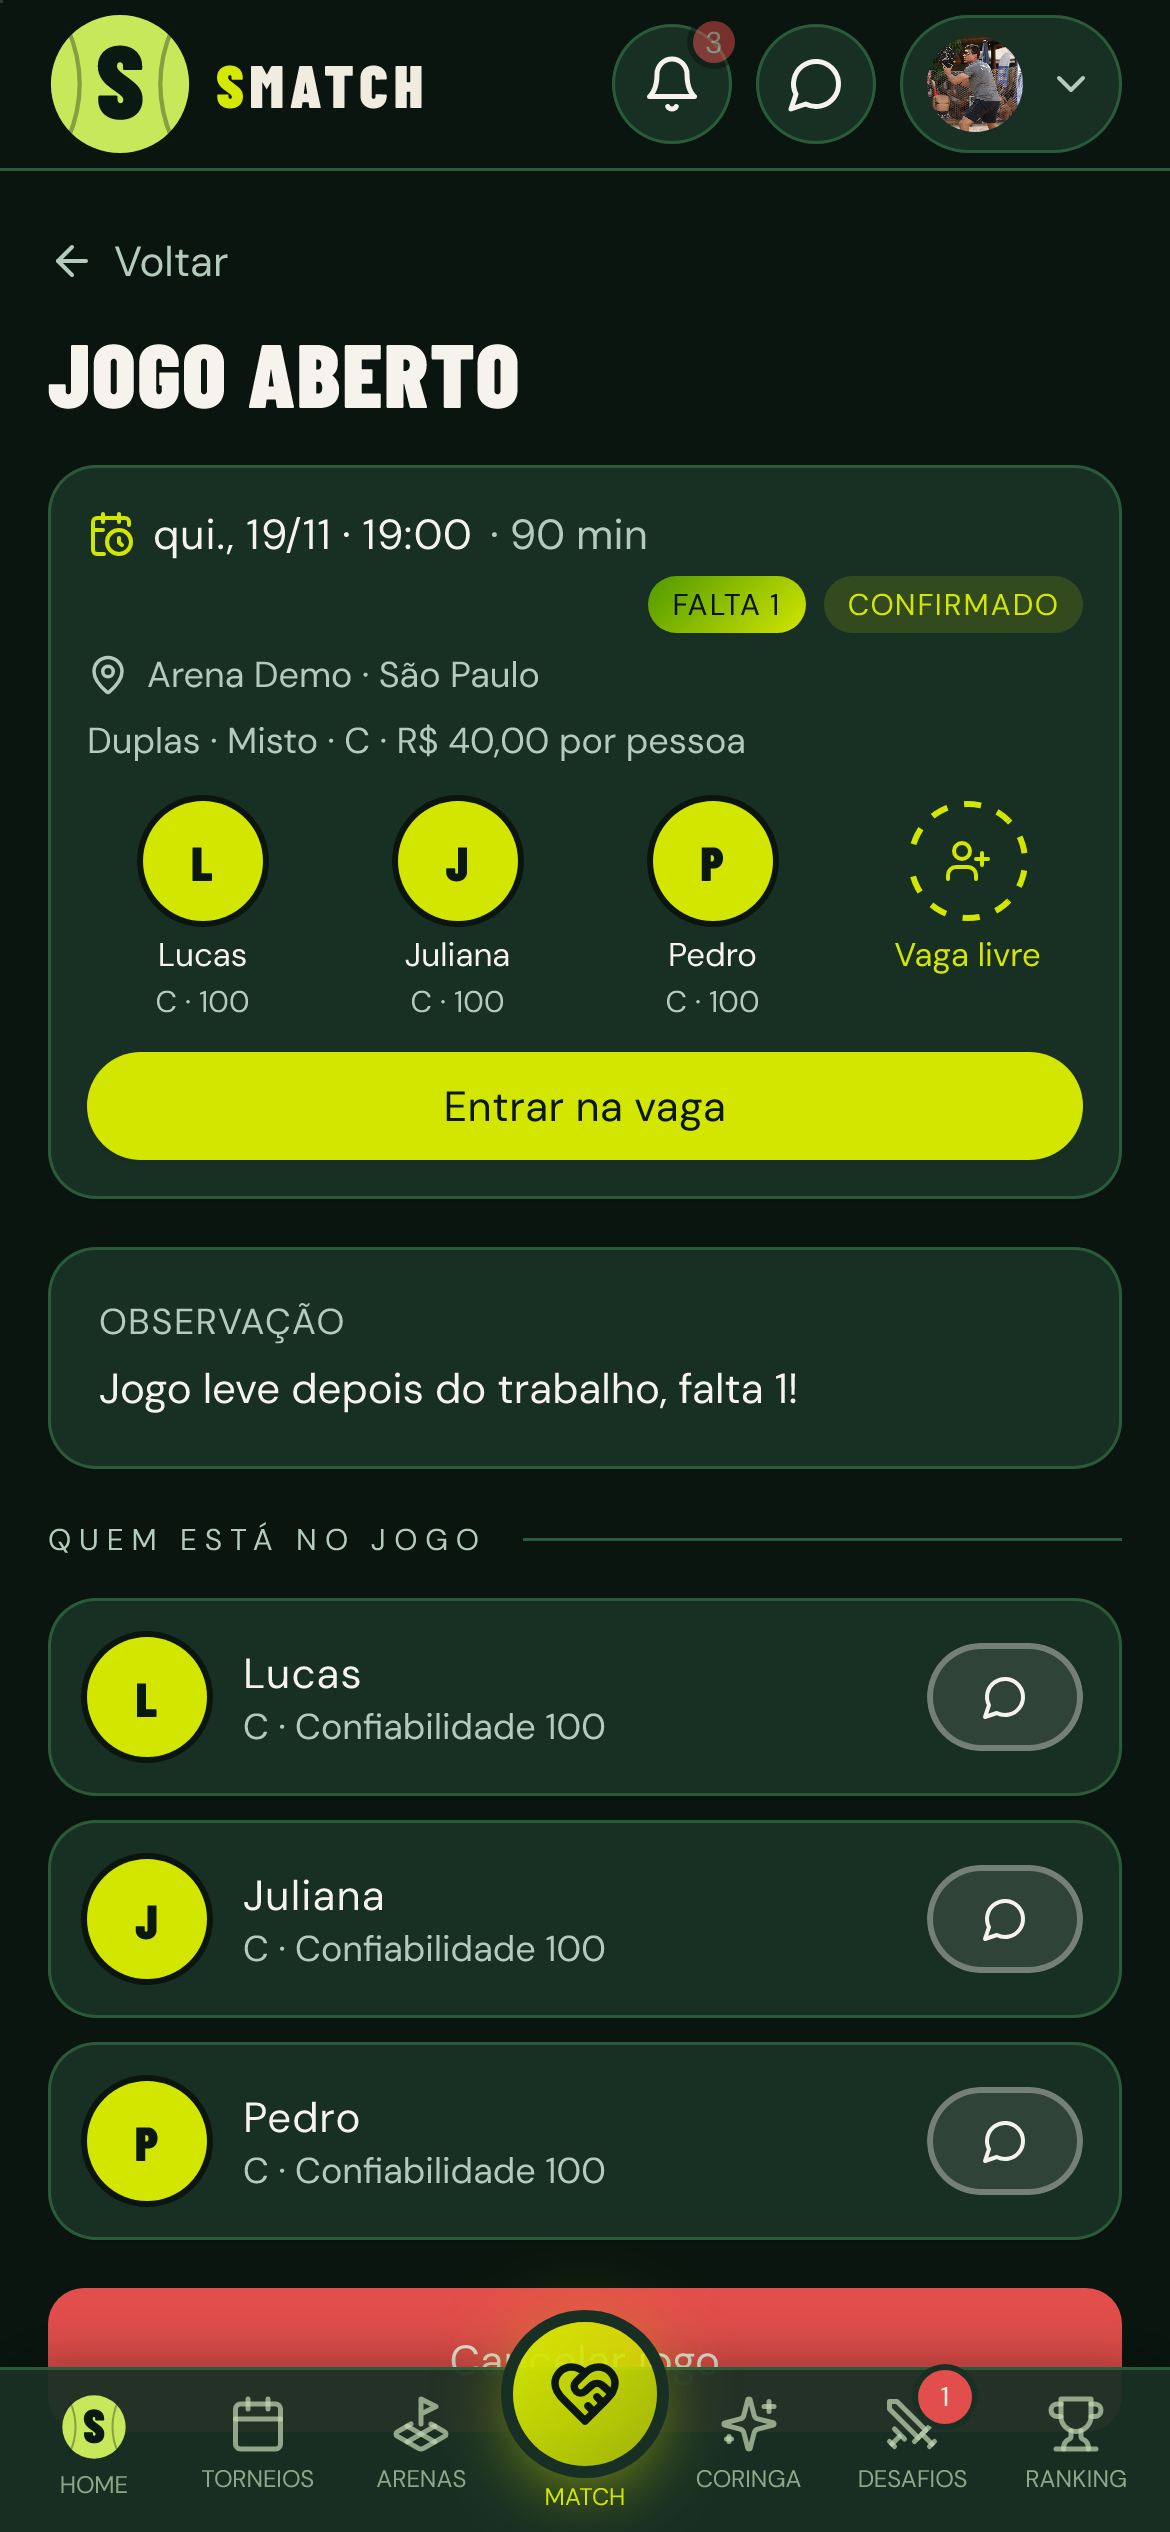 S SMATCH 3
Voltar
JOGO ABERTO
qui., 19/11 · 19:00 · 90 min
FALTA 1 CONFIRMADO
Arena Demo · São Paulo
Duplas · Misto · C · R$ 40,00 por pessoa
L J P
Lucas Juliana Pedro Vaga livre
C · 100 C · 100 C · 100
Entrar na vaga
OBSERVAÇÃO
Jogo leve depois do trabalho, falta 1!
QUEM ESTÁ NO JOGO
L
Lucas
C · Confiabilidade 100
J
Juliana
C · Confiabilidade 100
P
Pedro
C · Confiabilidade 100
Cancelar jogo
1
S
HOME TORNEIOS ARENAS MATCH CORINGA DESAFIOS RANKING